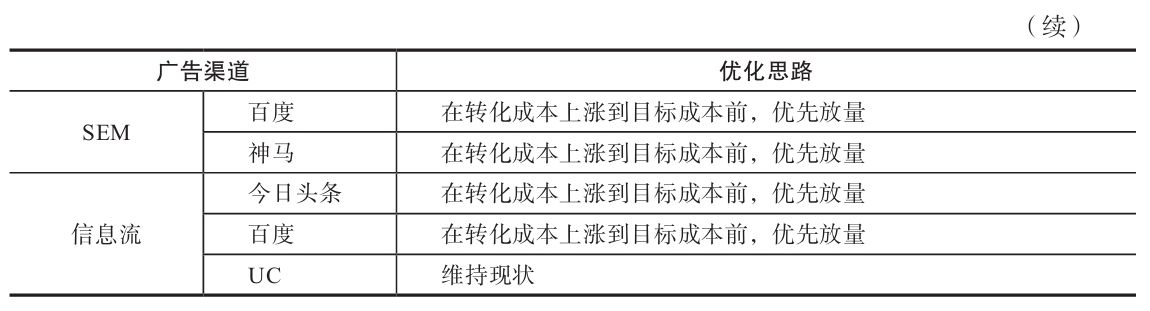 （续）
广告渠道 优化思路
SEM 百度 在转化成本上涨到目标成本前，优先放量
神马 在转化成本上涨到目标成本前，优先放量
信息流 今日头条 在转化成本上涨到目标成本前，优先放量
百度 在转化成本上涨到目标成本前，优先放量
UC 维持现状